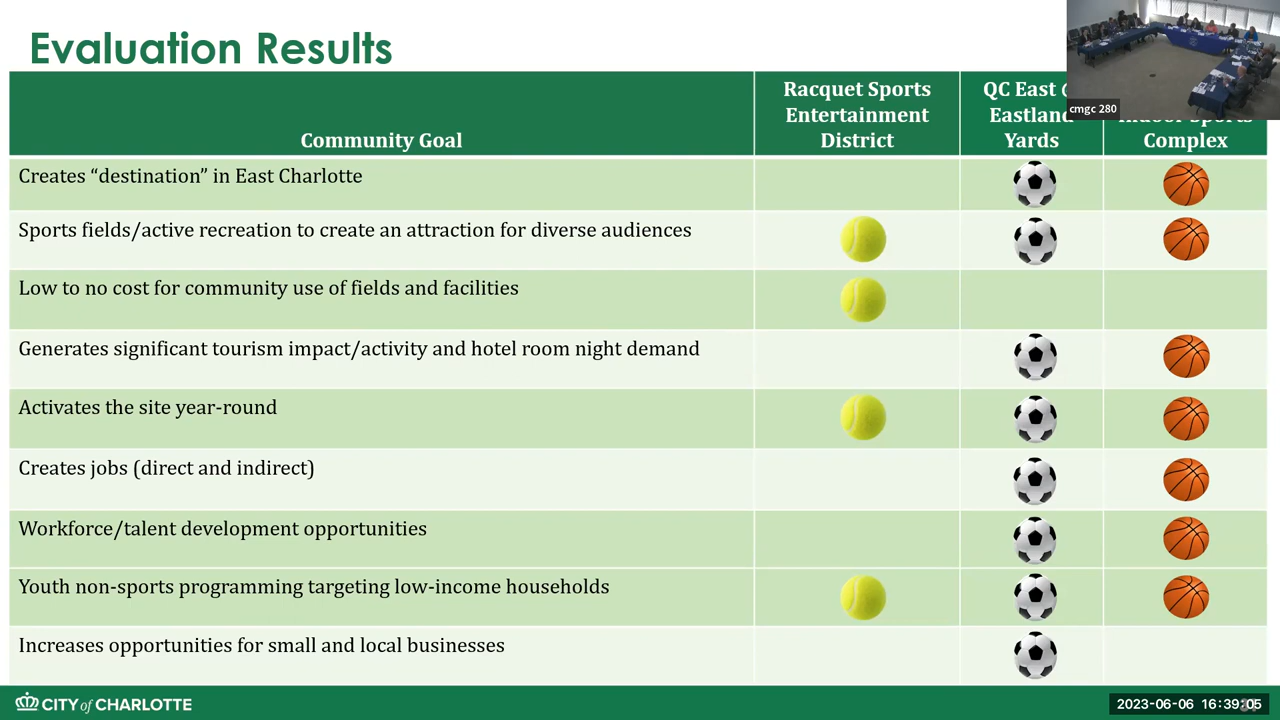 Evaluation Results
cmgc 280
Community Goal
Racquet Sports
Entertainment
District
QC East
Eastland
Yards
Complex
Creates “destination” in East Charlotte
Sports fields/active recreation to create an attraction for diverse audiences
Low to no cost for community use of fields and facilities
Generates significant tourism impact/activity and hotel room night demand
Activates the site year-round
Creates jobs (direct and indirect)
Workforce/talent development opportunities
Youth non-sports programming targeting low-income households
Increases opportunities for small and local businesses
CITY of CHARLOTTE
2023-06-06 16:39:05